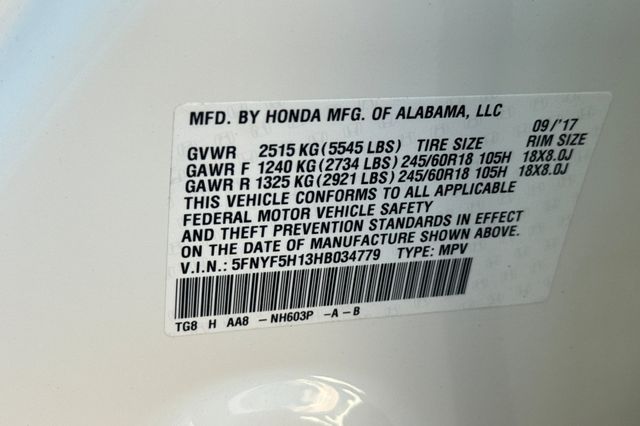 MFD. BY HONDA MFG. OF ALABAMA, LLC
09/'17
GVWR 2515 KG (5545 LBS) TIRE SIZE RIM SIZE
GAWR F 1240 KG (2734 LBS) 245/60R18 105H 18X8.0J
GAWR R 1325 KG (2921 LBS) 245/60R18 105H 18X8.0J
THIS VEHICLE CONFORMS TO ALL APPLICABLE
FEDERAL MOTOR VEHICLE SAFETY
AND THEFT PREVENTION STANDARDS IN EFFECT
ON THE DATE OF MANUFACTURE SHOWN ABOVE.
V.I.N.: 5FNYF5H13HB034779 TYPE: MPV
TG8 H AA8 - NH603P - A - B